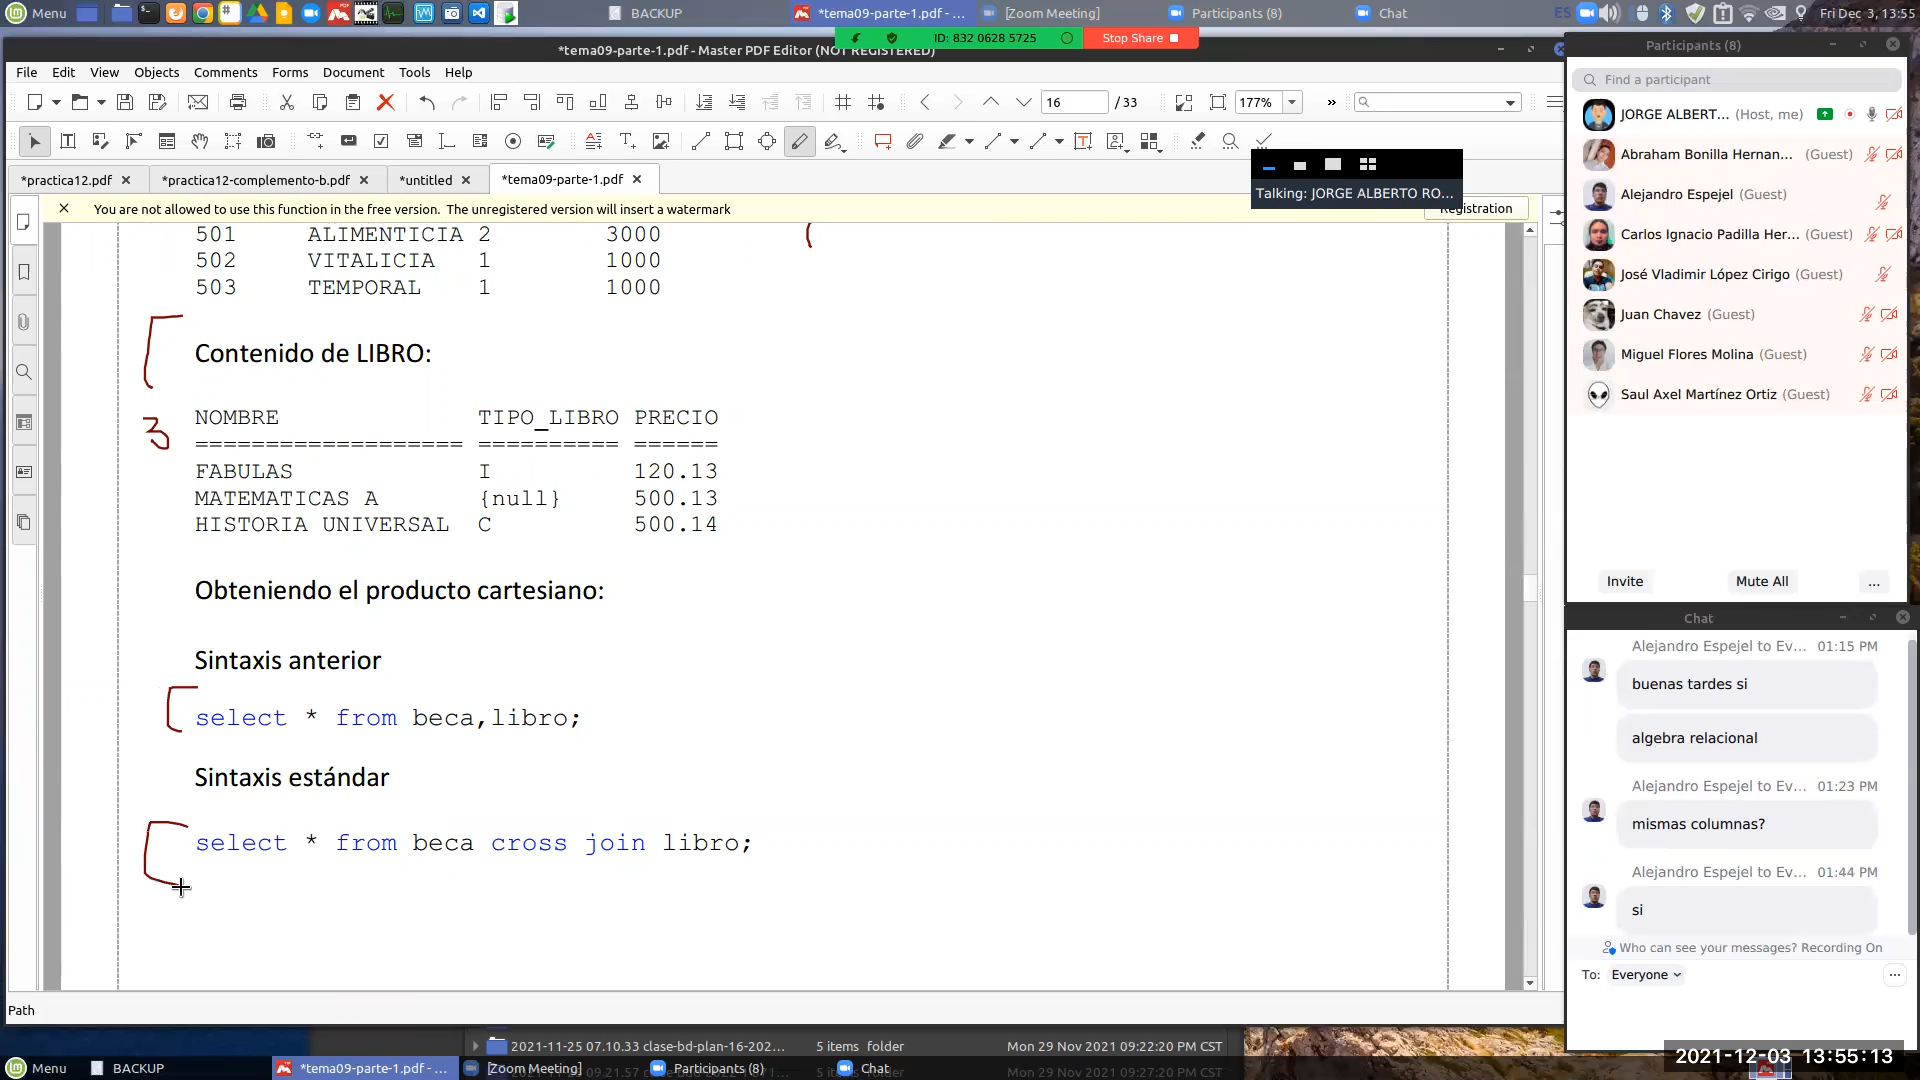 Menu
BACKUP
*tema09-parte-1.pdf - ...
[Zoom Meeting]
Participants (8)
Chat
ES
Fri Dec 3, 13:55
*tema09-parte-1.pdf - Master PDF Editor (NOT REGISTERED)
ID: 832 0628 5725
Stop Share
File Edit View Objects Comments Forms Document Tools Help
16 / 33
177%
*practica12.pdf
*practica12-complemento-b.pdf
*untitled
*tema09-parte-1.pdf
Talking: JORGE ALBERTO RO...
You are not allowed to use this function in the free version. The unregistered version will insert a watermark
Registration
501 ALIMENTICIA 2 3000
502 VITALICIA 1 1000
503 TEMPORAL 1 1000
Contenido de LIBRO:
3
NOMBRE TIPO_LIBRO PRECIO
=================== ========== ======
FABULAS I 120.13
MATEMATICAS A {null} 500.13
HISTORIA UNIVERSAL C 500.14
Obteniendo el producto cartesiano:
Sintaxis anterior
select * from beca,libro;
Sintaxis estándar
select * from beca cross join libro;
Path
Participants (8)
Find a participant
JORGE ALBERT... (Host, me)
Abraham Bonilla Hernan... (Guest)
Alejandro Espejel (Guest)
Carlos Ignacio Padilla Her... (Guest)
José Vladimir López Cirigo (Guest)
Juan Chavez (Guest)
Miguel Flores Molina (Guest)
Saul Axel Martínez Ortiz (Guest)
Invite
Mute All
...
Chat
Alejandro Espejel to Ev... 01:15 PM
buenas tardes si
algebra relacional
Alejandro Espejel to Ev... 01:23 PM
mismas columnas?
Alejandro Espejel to Ev... 01:44 PM
si
Who can see your messages? Recording On
To: Everyone
...
2021-11-25 07.10.33 clase-bd-plan-16-202... 5 items folder Mon 29 Nov 2021 09:22:20 PM CST
Menu
BACKUP
*tema09-parte-1.pdf - ...
[Zoom Meeting]
Participants (8)
Chat
2021-12-03 13:55:13